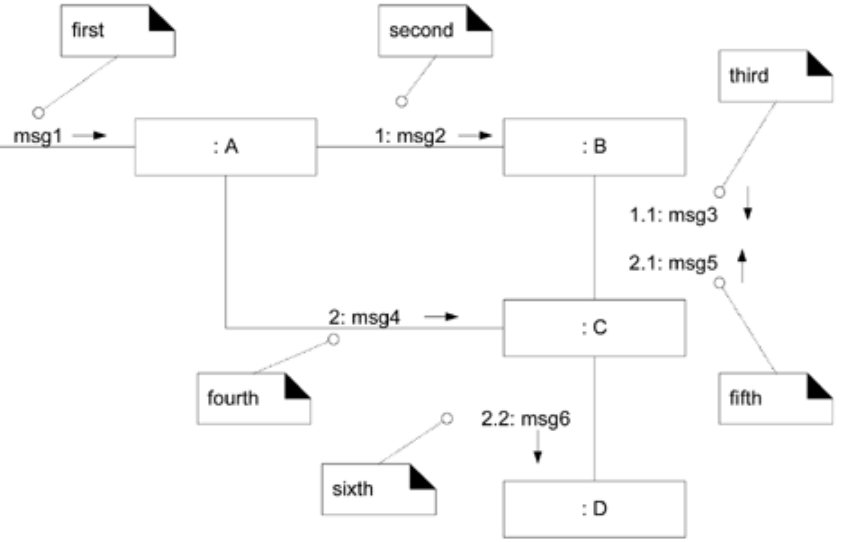 first
second
third
msg1
: A
1: msg2
: B
1.1: msg3
2.1: msg5
2: msg4
: C
fourth
fifth
2.2: msg6
sixth
: D